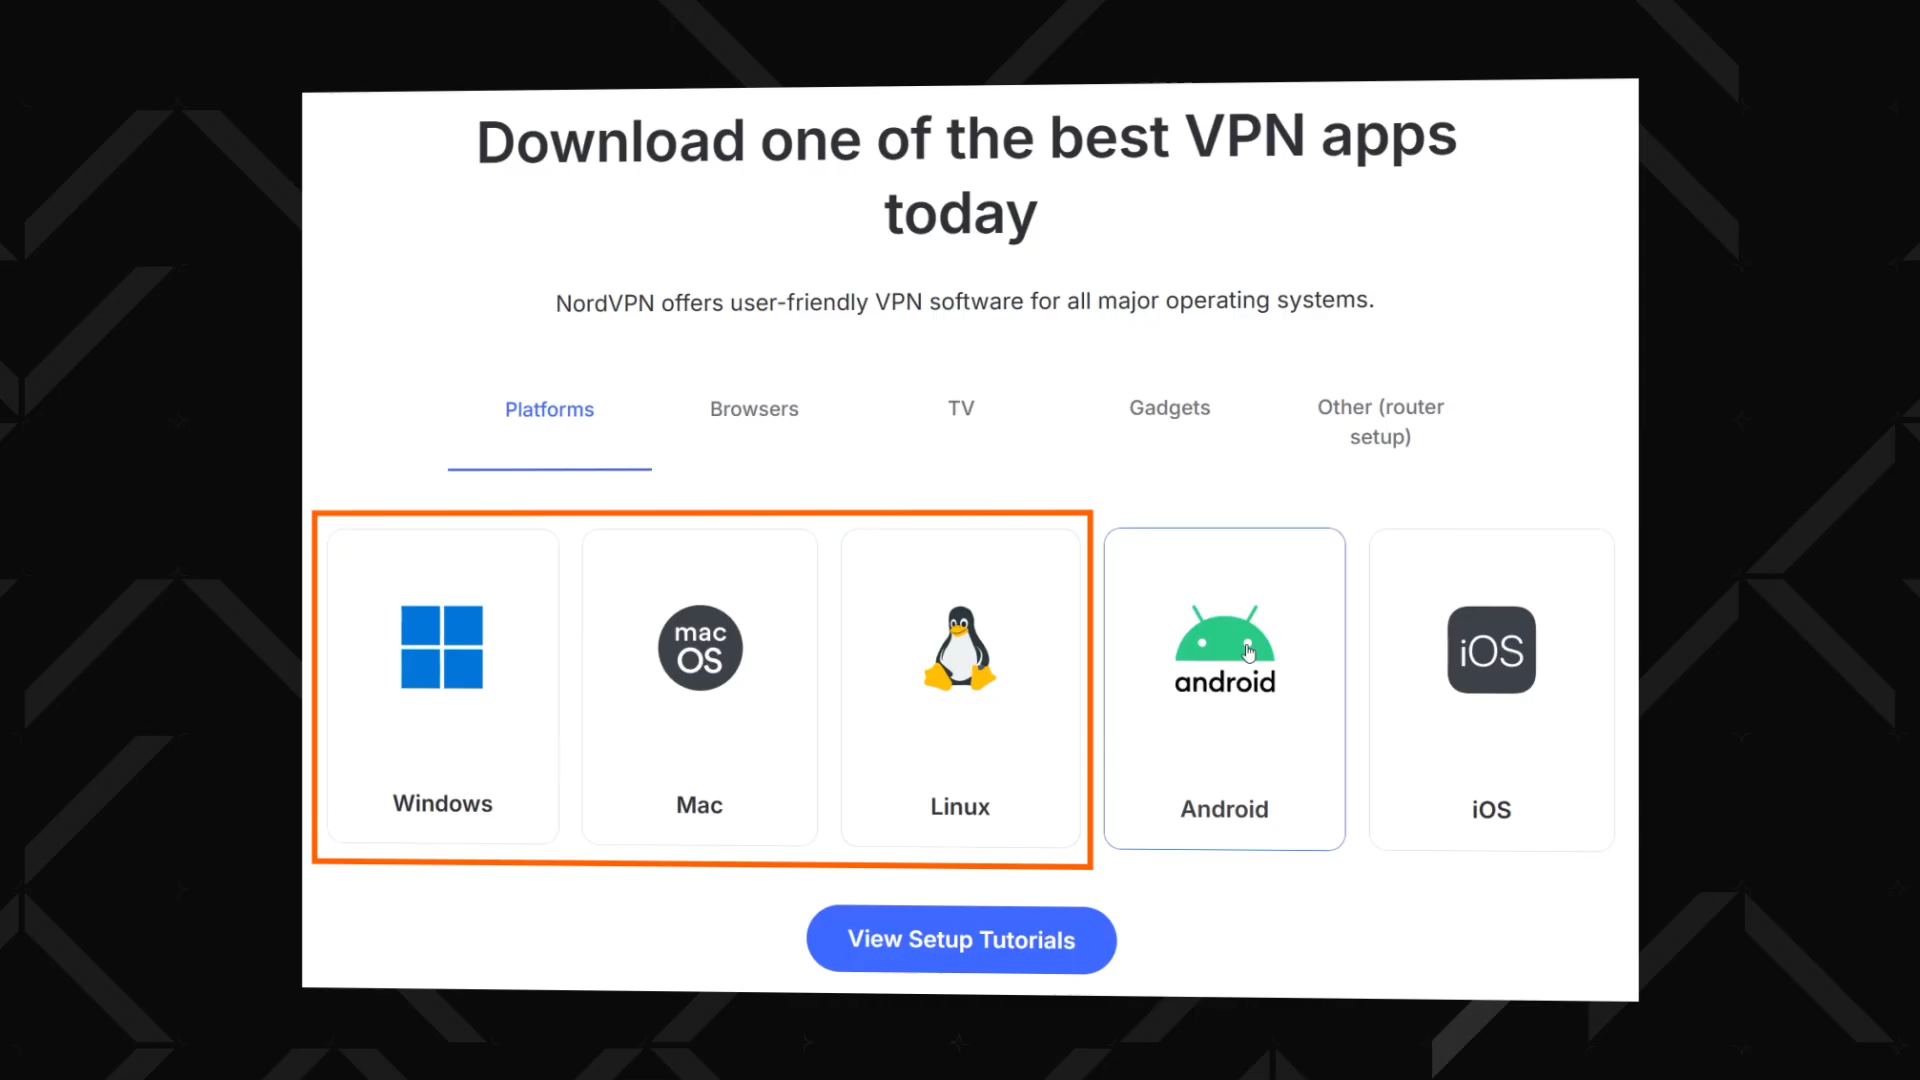 Download one of the best VPN apps
today
NordVPN offers user-friendly VPN software for all major operating systems.
Platforms
Browsers
TV
Gadgets
Other (router
setup)
mac
OS
android
iOS
Windows
Mac
Linux
Android
iOS
View Setup Tutorials